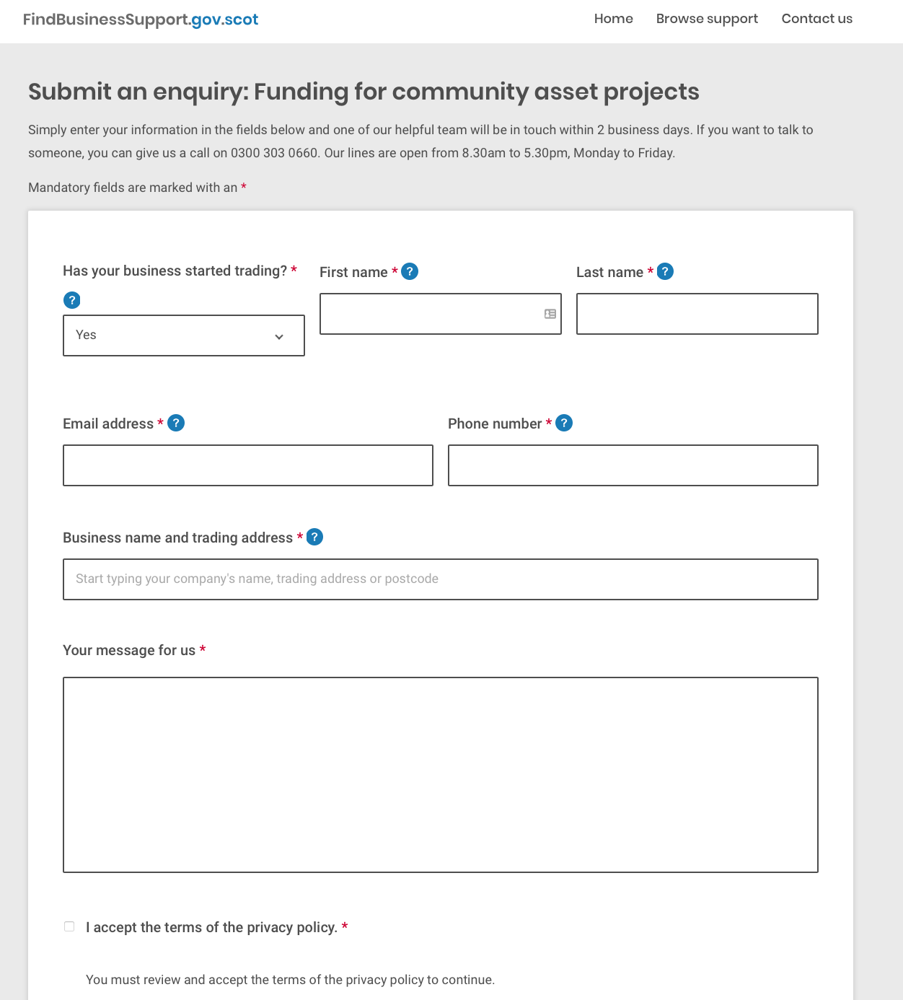 FindBusinessSupport.gov.scot
Home Browse support Contact us
Submit an enquiry: Funding for community asset projects
Simply enter your information in the fields below and one of our helpful team will be in touch within 2 business days. If you want to talk to
someone, you can give us a call on 0300 303 0660. Our lines are open from 8.30am to 5.30pm, Monday to Friday.
Mandatory fields are marked with an *
Has your business started trading? *
?
Yes
First name * ?
Last name * ?
Email address * ?
Phone number * ?
Business name and trading address * ?
Start typing your company's name, trading address or postcode
Your message for us *
I accept the terms of the privacy policy. *
You must review and accept the terms of the privacy policy to continue.